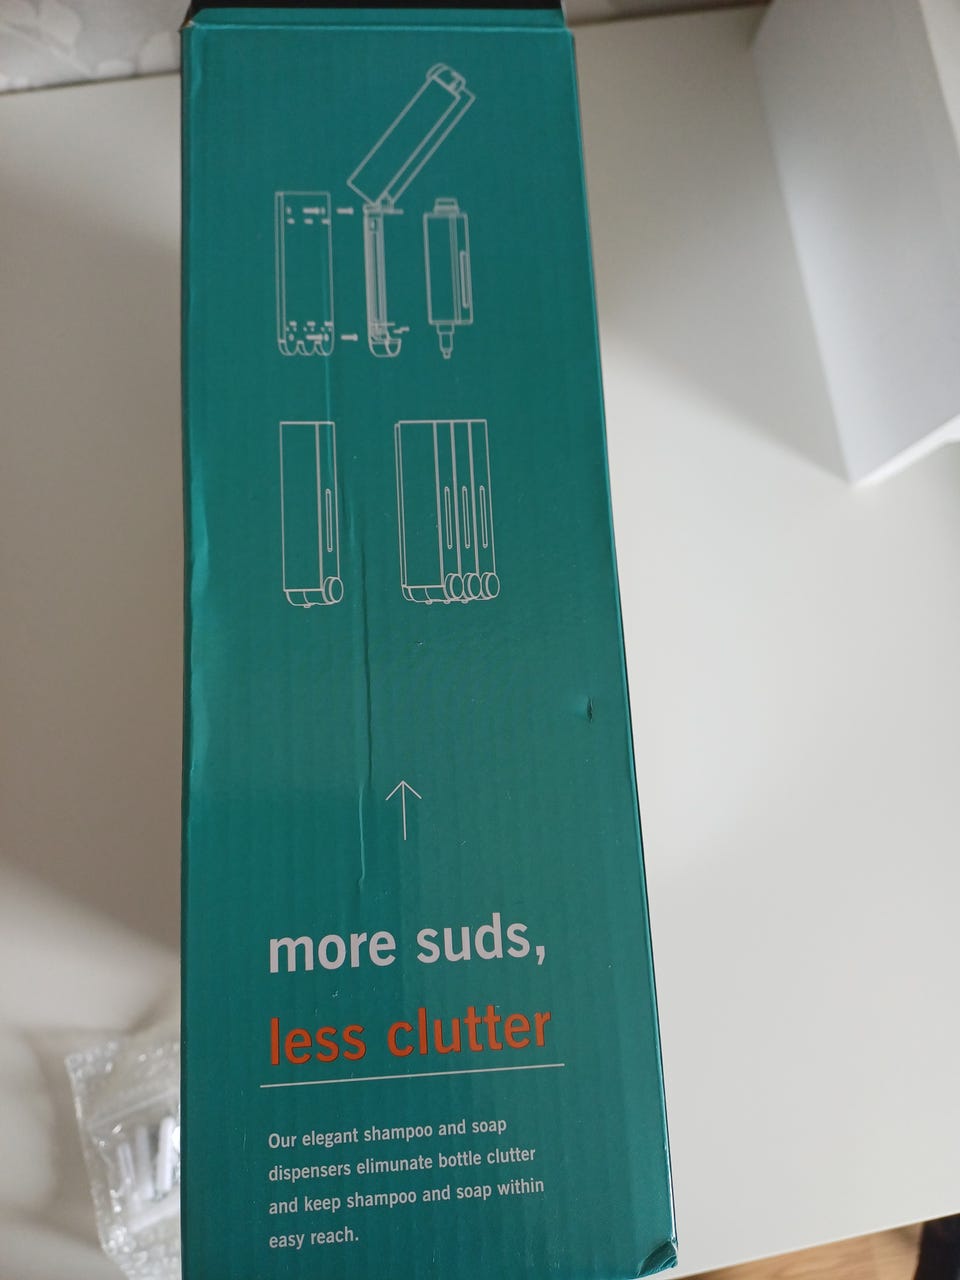 more suds,
less clutter
Our elegant shampoo and soap
dispensers elimunate bottle clutter
and keep shampoo and soap within
easy reach.